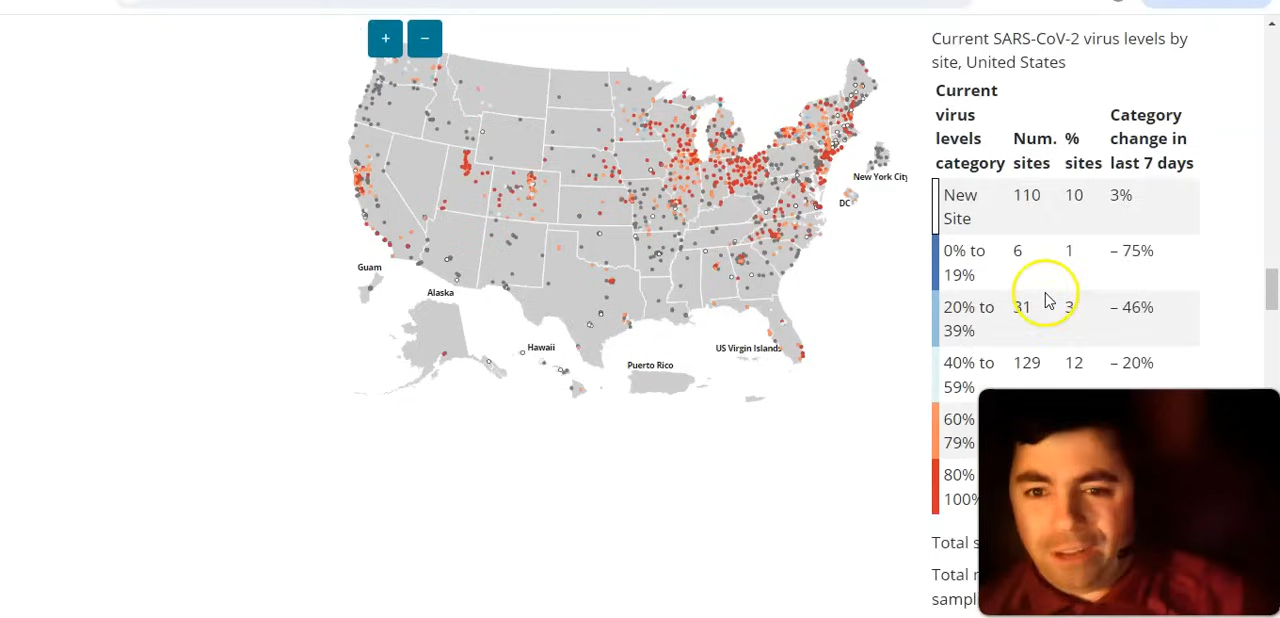 + −
New York City
DC
Guam
Alaska
Hawaii
Puerto Rico
US Virgin Islands
Current SARS-CoV-2 virus levels by
site, United States
Current
virus
levels
category
Num.
sites
%
sites
Category
change in
last 7 days
New
Site
110
10
3%
0% to
19%
6
1
– 75%
20% to
39%
31
3
– 46%
40% to
59%
129
12
– 20%
60%
79%
80%
100%
Total
Total